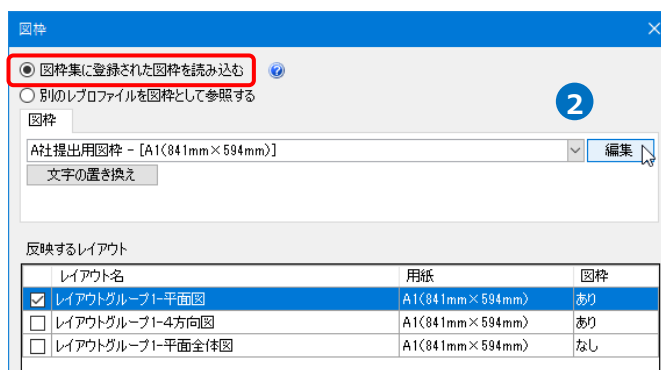 図枠
図枠集に登録された図枠を読み込む
別のレブロファイルを図枠として参照する
2
図枠
A社提出用図枠 - [A1(841mm×594mm)] 編集
文字の置き換え
反映するレイアウト
レイアウト名 用紙 図枠
レイアウトグループ1-平面図 A1(841mm×594mm) あり
レイアウトグループ1-4方向図 A1(841mm×594mm) あり
レイアウトグループ1-平面全体図 A1(841mm×594mm) なし